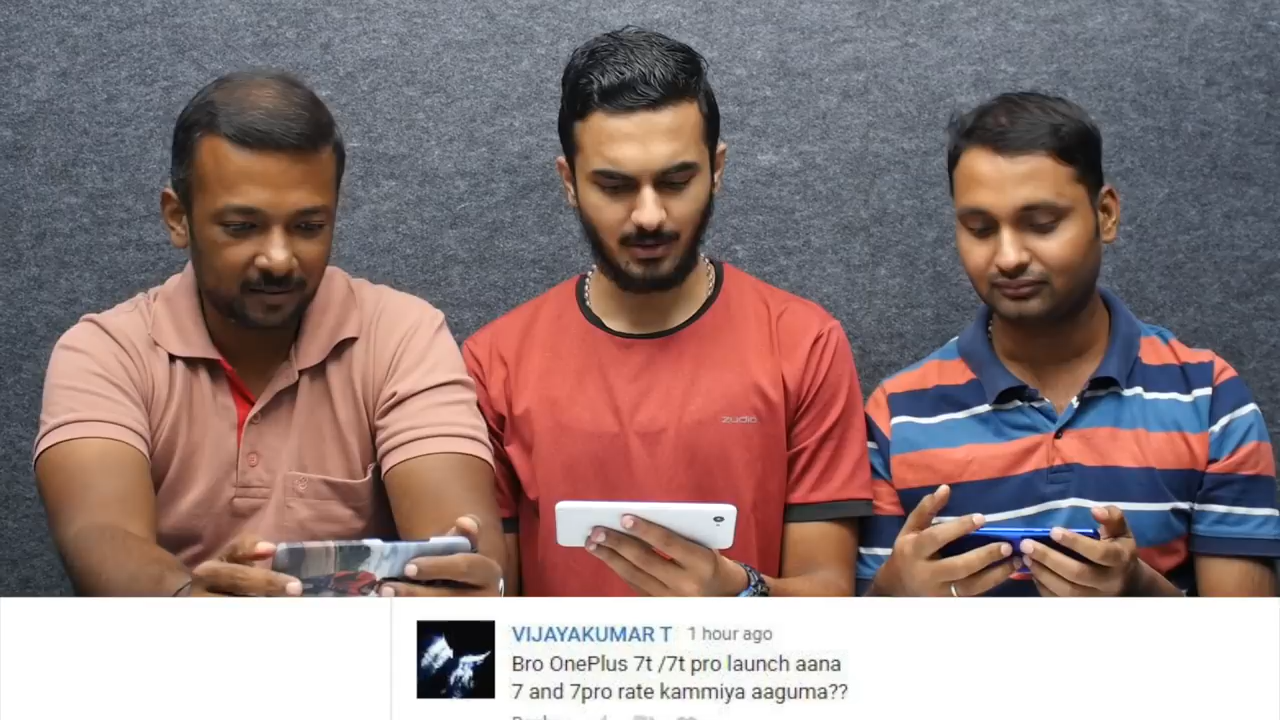 zudio
VIJAYAKUMAR T 1 hour ago
Bro OnePlus 7t /7t pro launch aana
7 and 7pro rate kammiya aaguma??